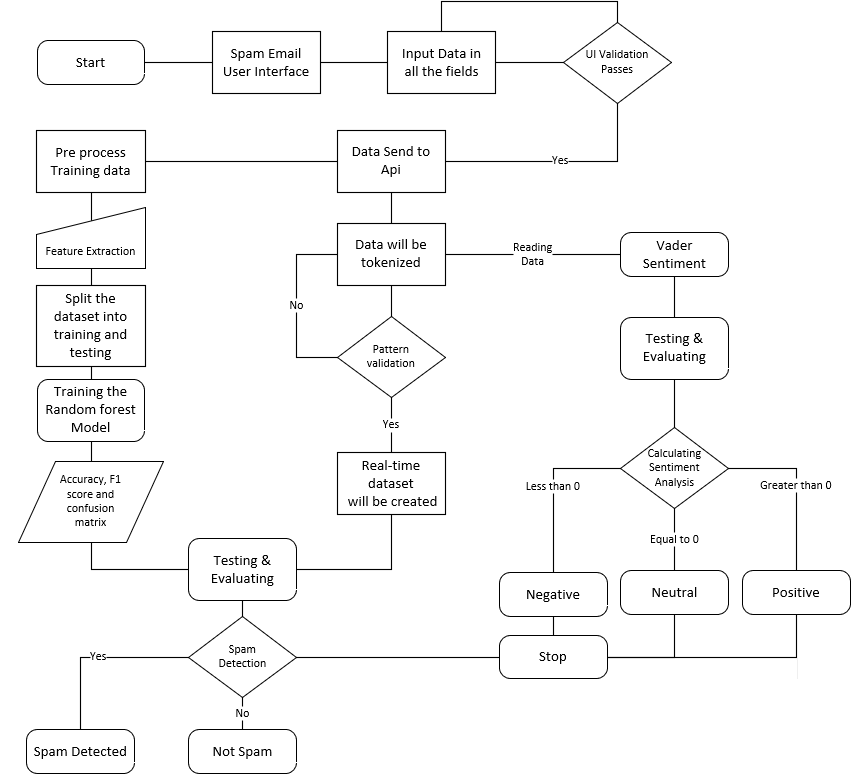 Start
Spam Email
User Interface
Input Data in
all the fields
UI Validation
Passes
Pre process
Training data
Data Send to
Api
Yes
Feature Extraction
Data will be
tokenized
Reading
Data
Vader
Sentiment
Split the
dataset into
training and
testing
No
Pattern
validation
Testing &
Evaluating
Training the
Random forest
Model
Yes
Calculating
Sentiment
Analysis
Accuracy, F1
score and
confusion
matrix
Real-time
dataset
will be created
Less than 0
Greater than 0
Equal to 0
Testing &
Evaluating
Negative
Neutral
Positive
Yes
Spam
Detection
Stop
No
Spam Detected
Not Spam